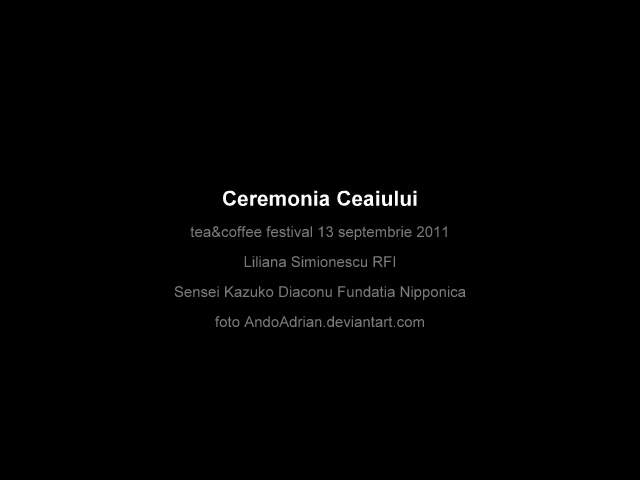 Ceremonia Ceaiului
tea&coffee festival 13 septembrie 2011
Liliana Simionescu RFI
Sensei Kazuko Diaconu Fundatia Nipponica
foto AndoAdrian.deviantart.com